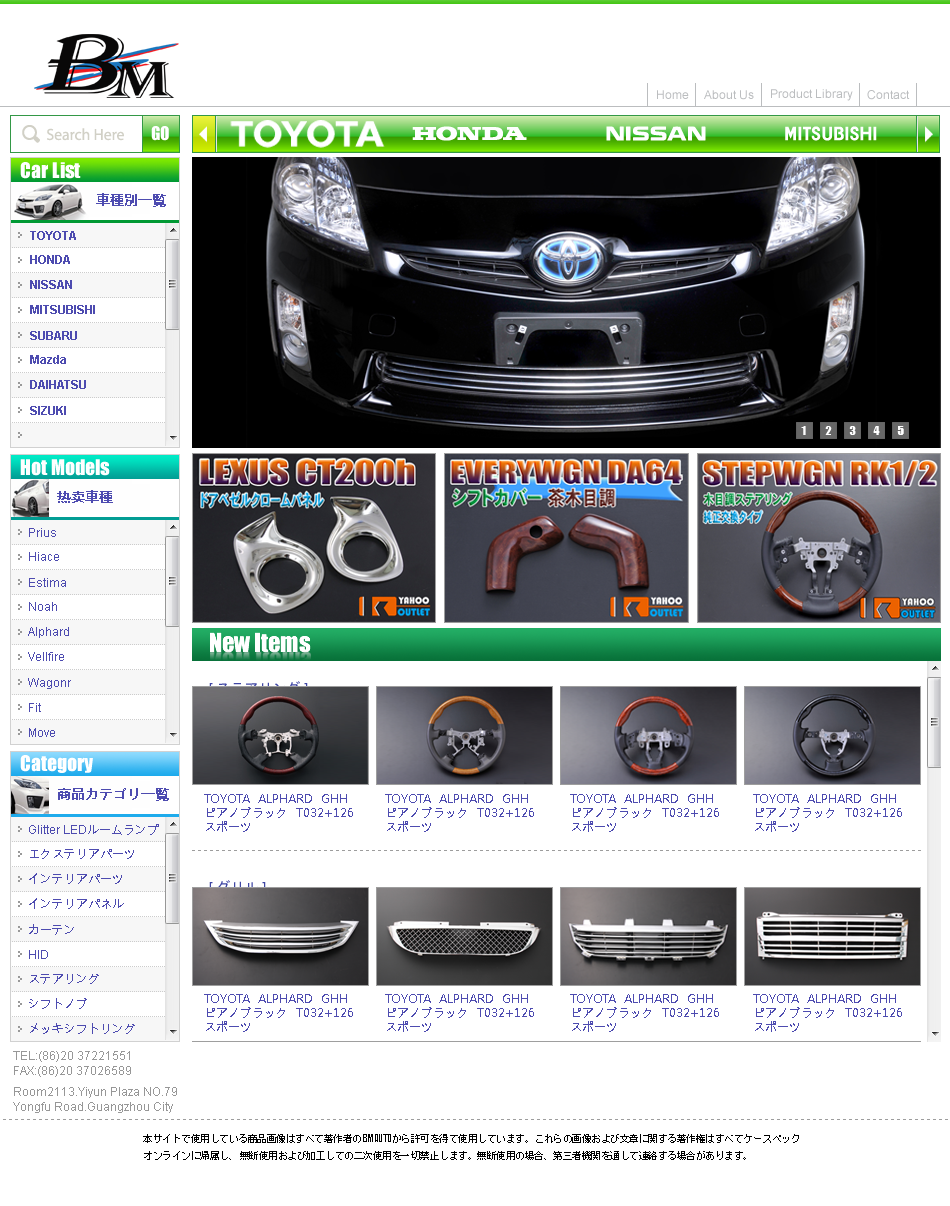 BM
Home
About Us
Product Library
Contact
Search Here
GO
TOYOTA
HONDA
NISSAN
MITSUBISHI
Car List
車種別一覧
TOYOTA
HONDA
NISSAN
MITSUBISHI
SUBARU
Mazda
DAIHATSU
SIZUKI
1 2 3 4 5
Hot Models
热卖車種
Prius
Hiace
Estima
Noah
Alphard
Vellfire
Wagonr
Fit
Move
LEXUS CT200h
ドアベゼルクロームパネル
YAHOO
OUTLET
EVERYWGN DA64
シフトカバー 茶木目調
YAHOO
OUTLET
STEPWGN RK1/2
木目調ステアリング
純正交換タイプ
YAHOO
OUTLET
New Items
[ ステアリング ]
TOYOTA ALPHARD GHH
ピアノブラック T032+126
スポーツ
TOYOTA ALPHARD GHH
ピアノブラック T032+126
スポーツ
TOYOTA ALPHARD GHH
ピアノブラック T032+126
スポーツ
TOYOTA ALPHARD GHH
ピアノブラック T032+126
スポーツ
[ グリル ]
TOYOTA ALPHARD GHH
ピアノブラック T032+126
スポーツ
TOYOTA ALPHARD GHH
ピアノブラック T032+126
スポーツ
TOYOTA ALPHARD GHH
ピアノブラック T032+126
スポーツ
TOYOTA ALPHARD GHH
ピアノブラック T032+126
スポーツ
Category
商品カテゴリ一覧
Glitter LEDルームランプ
エクステリアパーツ
インテリアパーツ
インテリアパネル
カーテン
HID
ステアリング
シフトノブ
メッキシフトリング
TEL:(86)20 37221551
FAX:(86)20 37026589
Room2113.Yiyun Plaza NO.79
Yongfu Road.Guangzhou City
本サイトで使用している商品画像はすべて著作者のBMAUTOから許可を得て使用しています。これらの画像および文章に関する著作権はすべてケースペック
オンラインに帰属し、無断使用および加工しての二次使用を一切禁止します。無断使用の場合、第三者機関を通して連絡する場合があります。